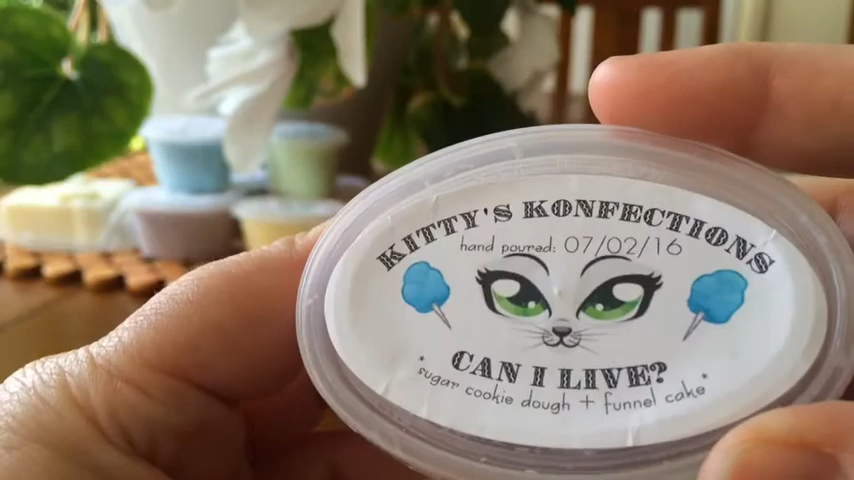 KITTY'S KONFECTIONS
hand poured: 07/02/16
CAN I LIVE?
*sugar cookie dough + funnel cake*